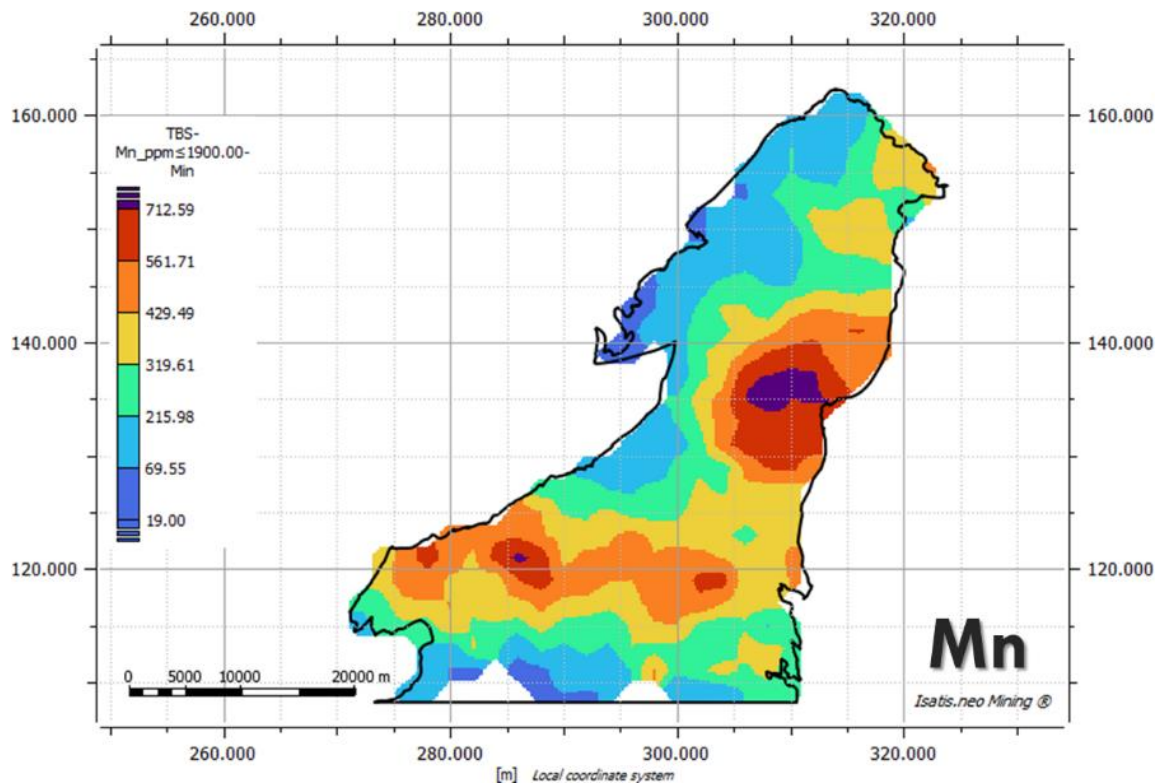 260.000 280.000 300.000 320.000
160.000 160.000
TBS-
Mn_ppm≤1900.00-
Min
712.59
561.71
429.49
319.61
215.98
69.55
19.00
140.000 140.000
120.000 120.000
0 5000 10000 20000 m
Mn
Isatis.neo Mining ®
260.000 280.000 300.000 320.000
[m] Local coordinate system